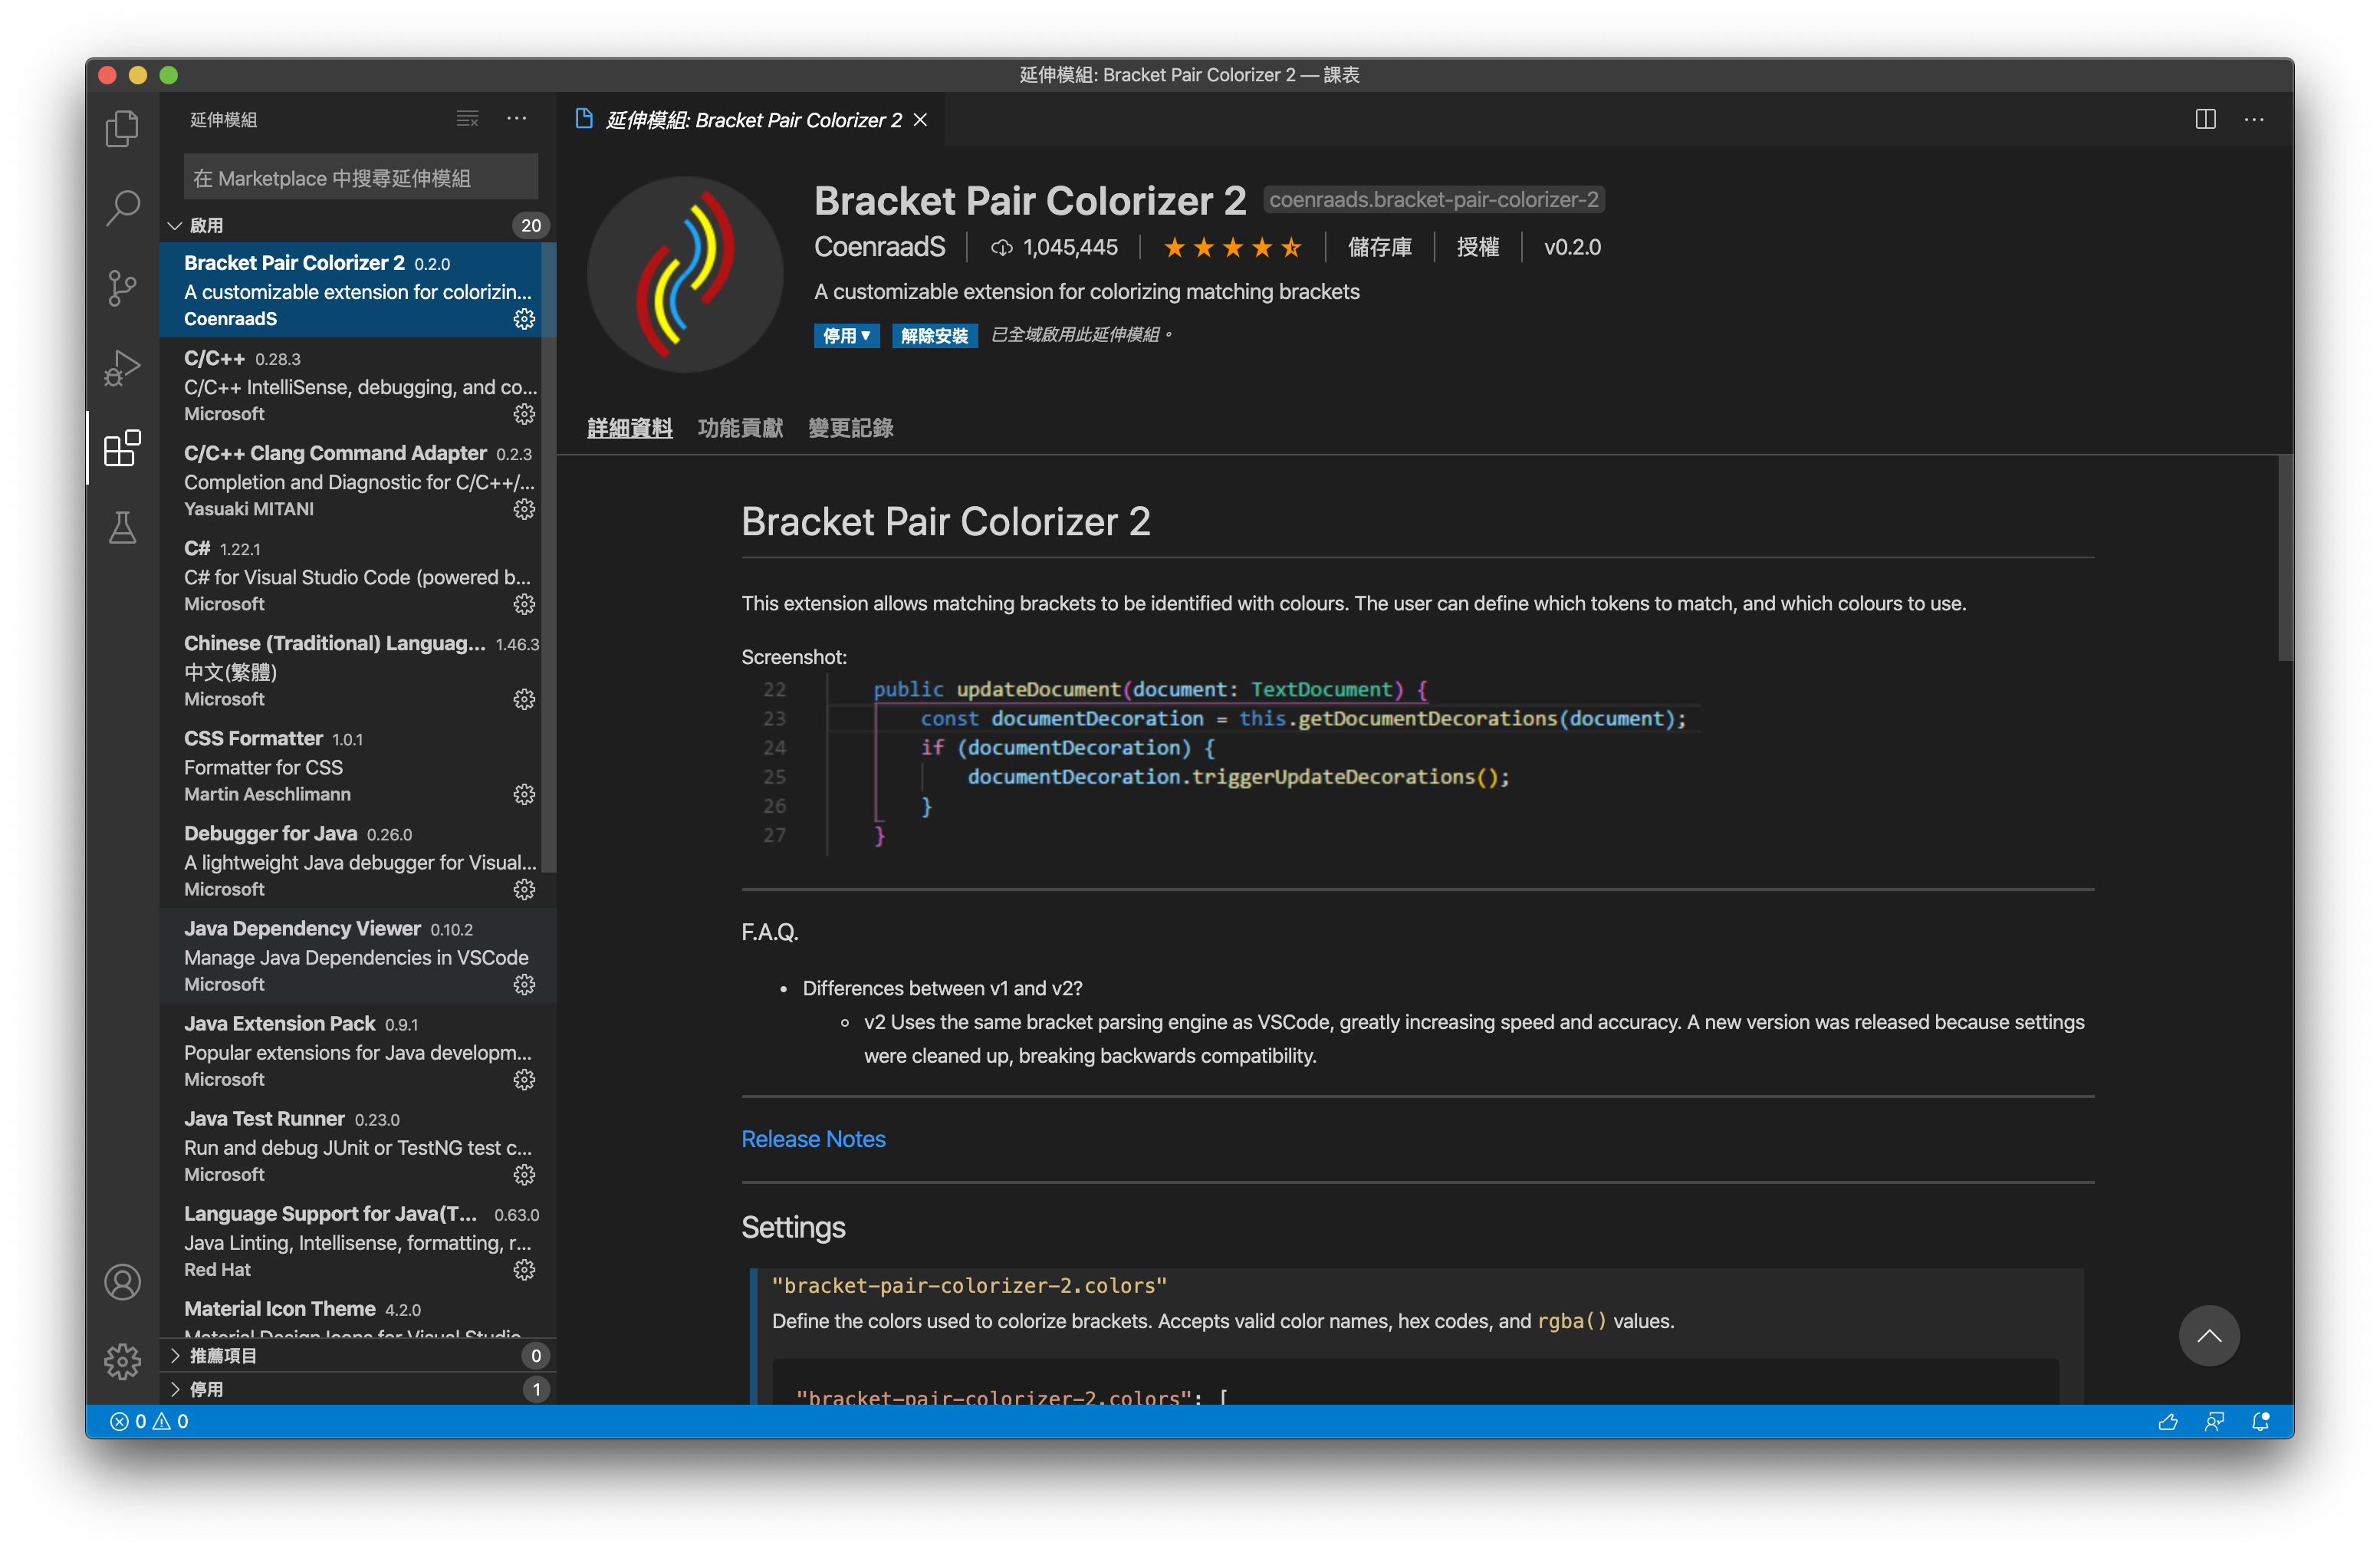 延伸模組: Bracket Pair Colorizer 2 — 課表
延伸模組
在 Marketplace 中搜尋延伸模組
啟用 20
Bracket Pair Colorizer 2 0.2.0
A customizable extension for colorizin...
CoenraadS
C/C++ 0.28.3
C/C++ IntelliSense, debugging, and co...
Microsoft
C/C++ Clang Command Adapter 0.2.3
Completion and Diagnostic for C/C++/...
Yasuaki MITANI
C# 1.22.1
C# for Visual Studio Code (powered b...
Microsoft
Chinese (Traditional) Languag... 1.46.3
中文(繁體)
Microsoft
CSS Formatter 1.0.1
Formatter for CSS
Martin Aeschlimann
Debugger for Java 0.26.0
A lightweight Java debugger for Visual...
Microsoft
Java Dependency Viewer 0.10.2
Manage Java Dependencies in VSCode
Microsoft
Java Extension Pack 0.9.1
Popular extensions for Java developm...
Microsoft
Java Test Runner 0.23.0
Run and debug JUnit or TestNG test c...
Microsoft
Language Support for Java(T... 0.63.0
Java Linting, Intellisense, formatting, r...
Red Hat
Material Icon Theme 4.2.0
Material Design Icons for Visual Studio...
推薦項目 0
停用 1
延伸模組: Bracket Pair Colorizer 2
Bracket Pair Colorizer 2 coenraads.bracket-pair-colorizer-2
CoenraadS 1,045,445 儲存庫 授權 v0.2.0
A customizable extension for colorizing matching brackets
停用 解除安裝 已全域啟用此延伸模組。
詳細資料 功能貢獻 變更記錄
Bracket Pair Colorizer 2
This extension allows matching brackets to be identified with colours. The user can define which tokens to match, and which colours to use.
Screenshot:
22 public updateDocument(document: TextDocument) {
23 const documentDecoration = this.getDocumentDecorations(document);
24 if (documentDecoration) {
25 documentDecoration.triggerUpdateDecorations();
26 }
27 }
F.A.Q.
• Differences between v1 and v2?
◦ v2 Uses the same bracket parsing engine as VSCode, greatly increasing speed and accuracy. A new version was released because settings
were cleaned up, breaking backwards compatibility.
Release Notes
Settings
"bracket-pair-colorizer-2.colors"
Define the colors used to colorize brackets. Accepts valid color names, hex codes, and rgba() values.
"bracket-pair-colorizer-2.colors": [
0 0